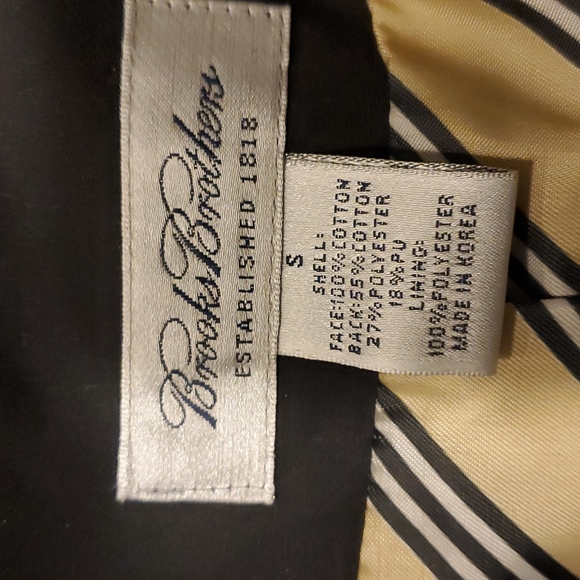 Brooks Brothers
ESTABLISHED 1818
S
SHELL:
FACE:100%COTTON
BACK:55%COTTON
27%POLYESTER
18%PU
LINING:
100%POLYESTER
MADE IN KOREA